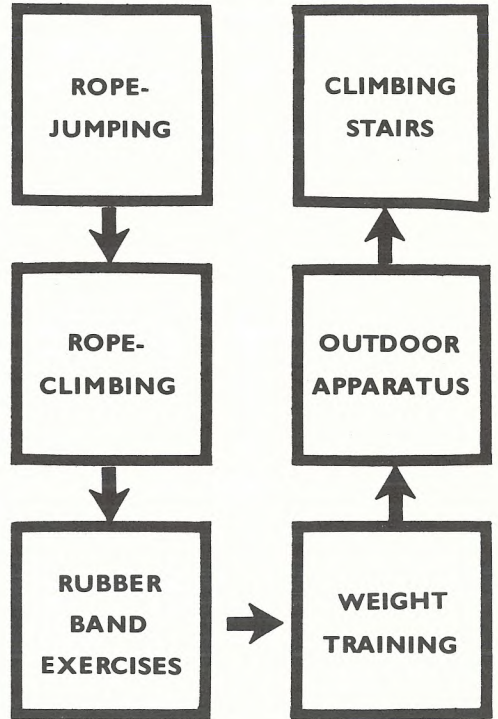 ROPE-
JUMPING
ROPE-
CLIMBING
RUBBER
BAND
EXERCISES
WEIGHT
TRAINING
OUTDOOR
APPARATUS
CLIMBING
STAIRS